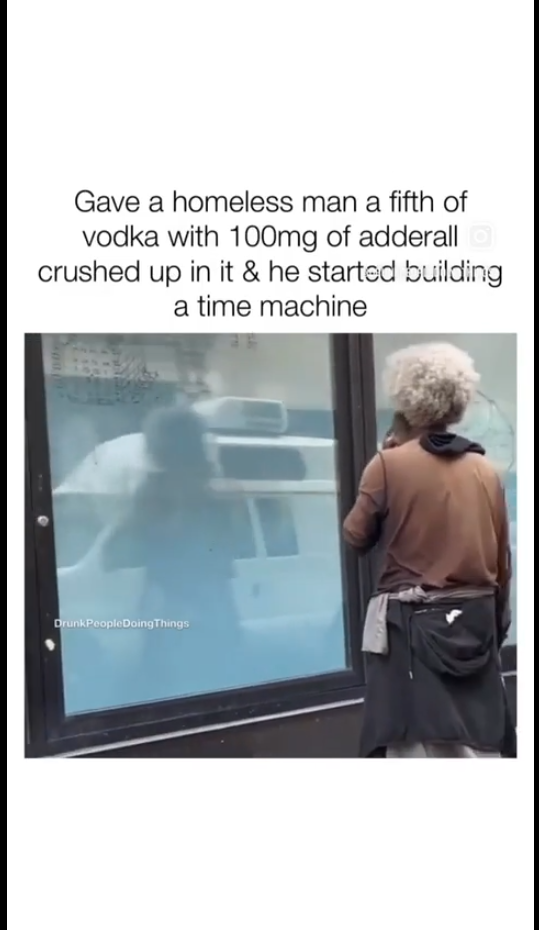 Gave a homeless man a fifth of
vodka with 100mg of adderall
crushed up in it & he started building
a time machine
DrunkPeopleDoingThings